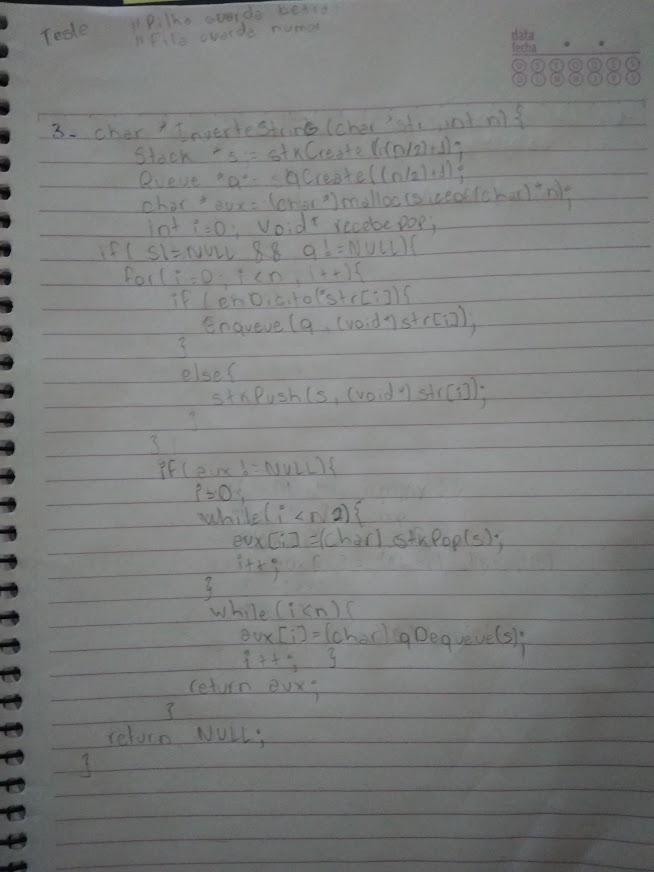 Teste "Pilha guarda letra
"Fila guarda numer
data
fecha
D S T Q Q S S
D L M M J V S
3- char *InverteString(char *str, int n){
Stack *s = stkCreate((n/2)+1);
Queue *q = qCreate((n/2)+1);
char *aux=(char*)malloc(sizeof(char)*n);
int i=0; void* recebePop;
if( s!=NULL && q!=NULL){
for(i=0; i<n, i++){
if (enDigito(*str[i]){
Enqueue(q, (void*)str[i]);
}
else{
stkPush(s, (void*)str[i]);
}
}
if(aux!=NULL){
i=0;
while(i<n/2){
aux[i]=(char) stkPop(s);
i++;
}
while(i<n){
aux[i]=(char) qDequeue(s);
i++; }
return aux;
}
return NULL;
}